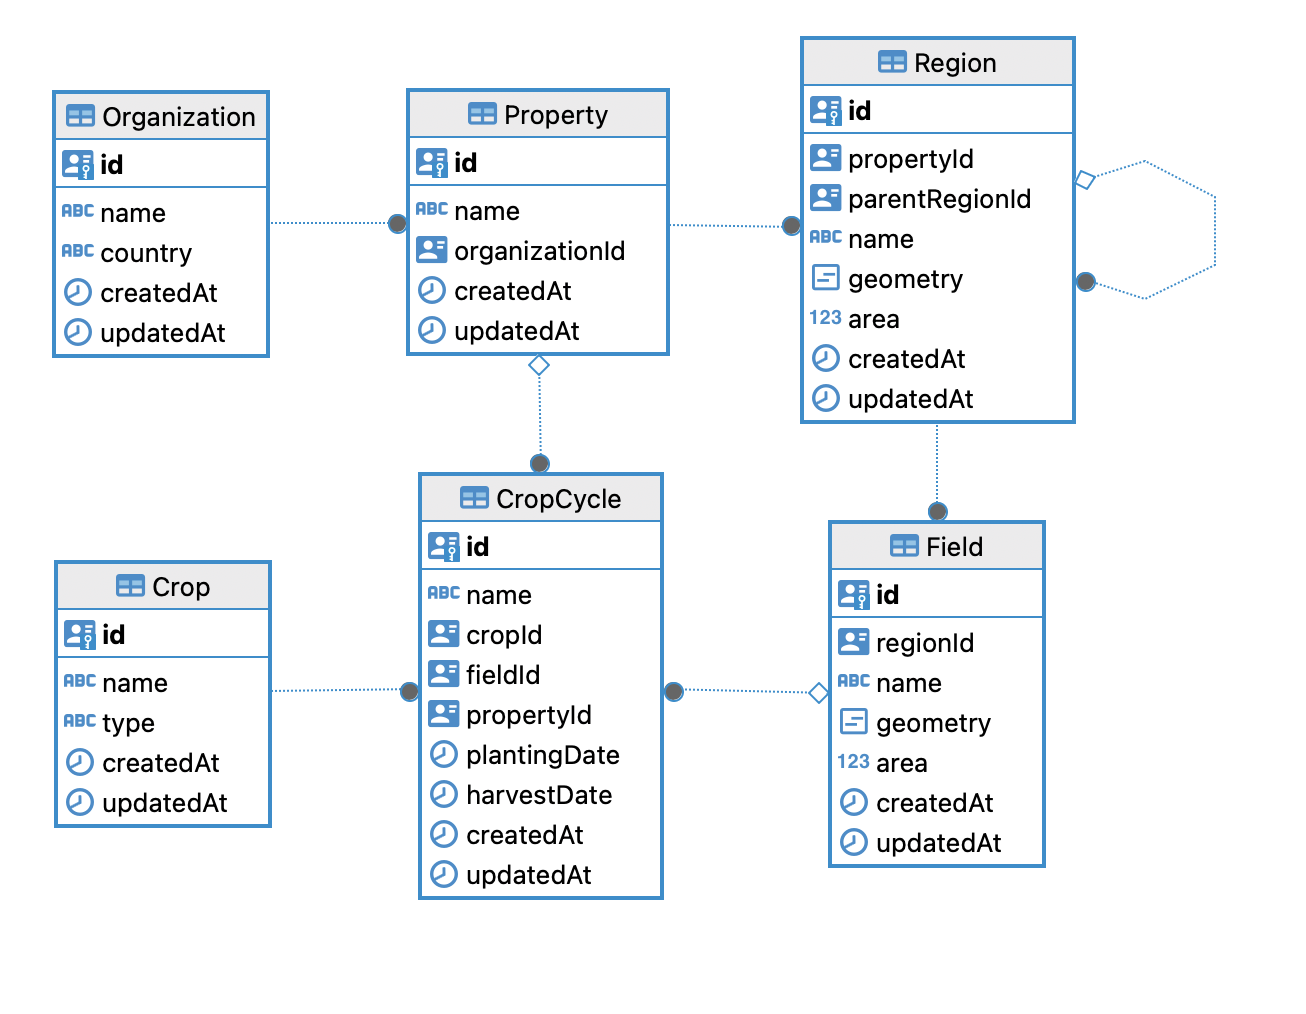 Organization
id
ABC name
ABC country
createdAt
updatedAt
Property
id
ABC name
organizationId
createdAt
updatedAt
Region
id
propertyId
parentRegionId
ABC name
geometry
123 area
createdAt
updatedAt
Crop
id
ABC name
ABC type
createdAt
updatedAt
CropCycle
id
ABC name
cropId
fieldId
propertyId
plantingDate
harvestDate
createdAt
updatedAt
Field
id
regionId
ABC name
geometry
123 area
createdAt
updatedAt